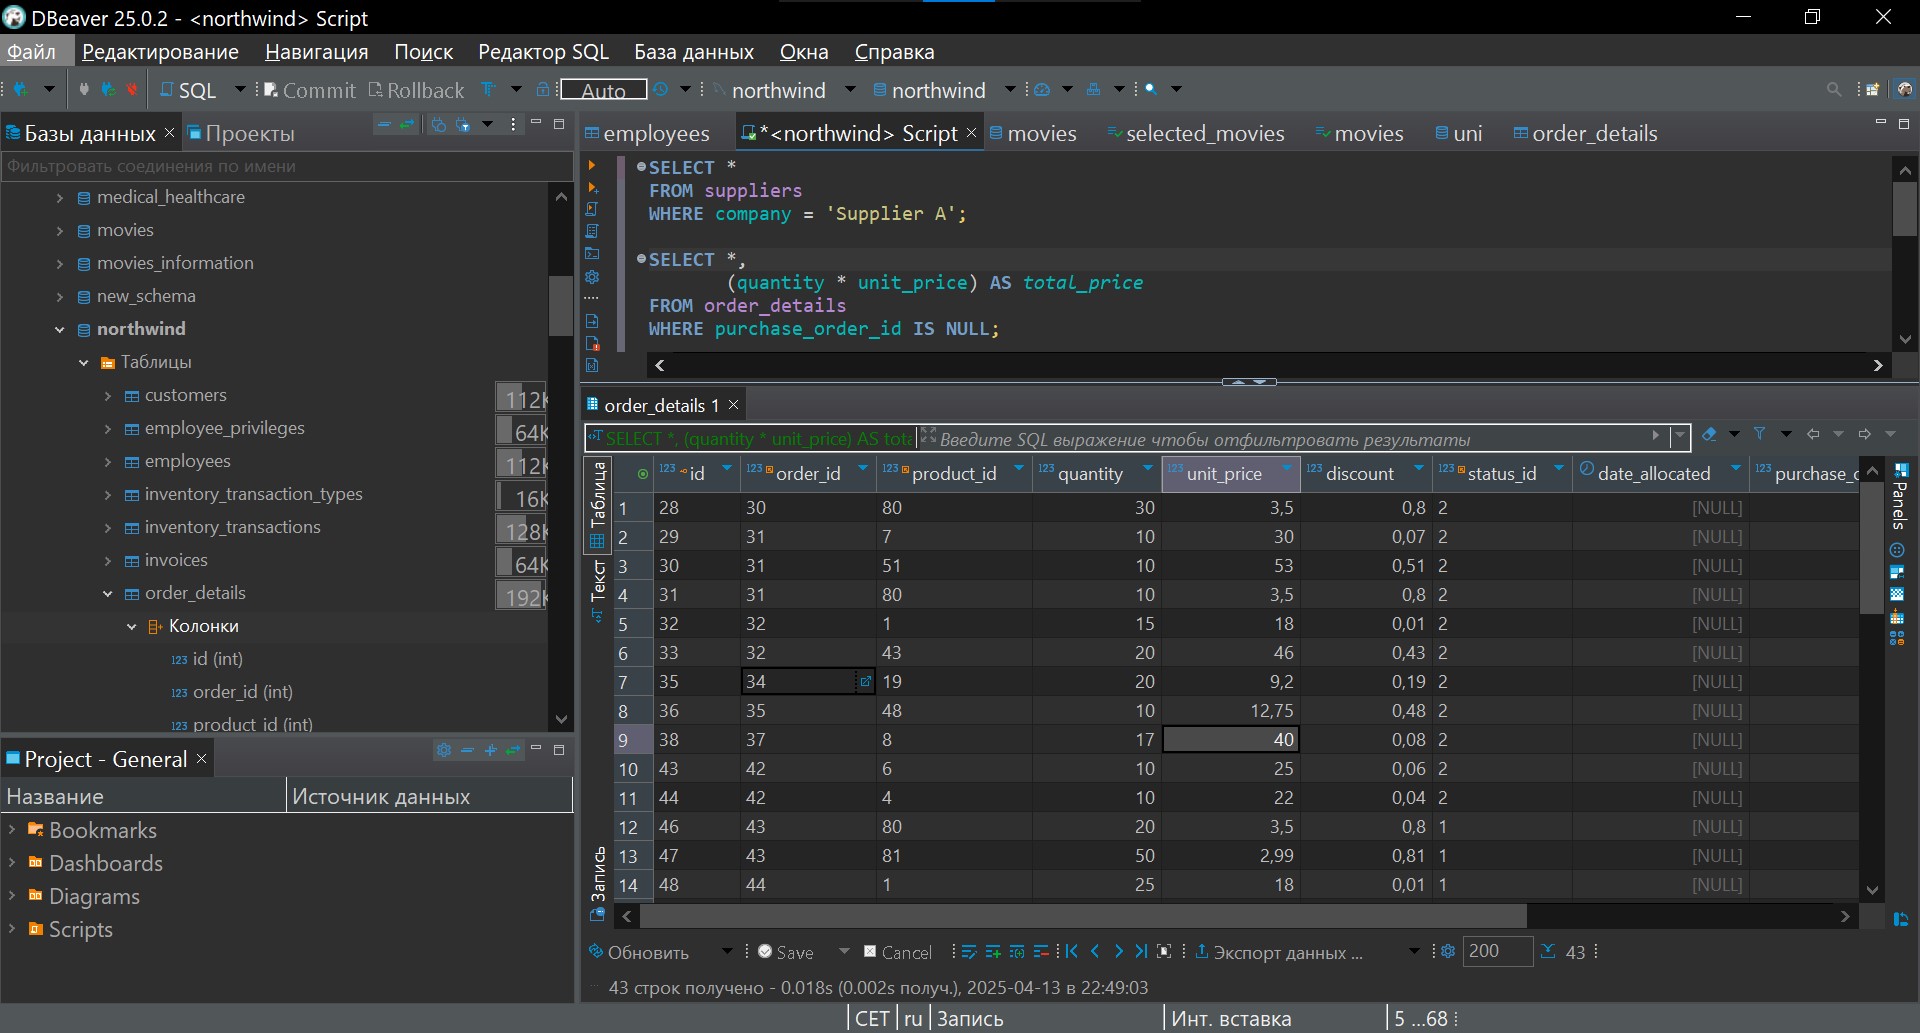 DBeaver 25.0.2 - <northwind> Script
Файл Редактирование Навигация Поиск Редактор SQL База данных Окна Справка
SQL Commit Rollback Auto northwind northwind
Базы данных Проекты
Фильтровать соединения по имени
medical_healthcare
movies
movies_information
new_schema
northwind
Таблицы
customers 112K
employee_privileges 64K
employees 112K
inventory_transaction_types 16K
inventory_transactions 128K
invoices 64K
order_details 192K
Колонки
123 id (int)
123 order_id (int)
123 product_id (int)
Project - General
Название Источник данных
Bookmarks
Dashboards
Diagrams
Scripts
employees *<northwind> Script movies selected_movies movies uni order_details
SELECT *
FROM suppliers
WHERE company = 'Supplier A';
SELECT *,
(quantity * unit_price) AS total_price
FROM order_details
WHERE purchase_order_id IS NULL;
order_details 1
SELECT *, (quantity * unit_price) AS tota Введите SQL выражение чтобы отфильтровать результаты
Таблица
Текст
Запись
123 id 123 order_id 123 product_id 123 quantity 123 unit_price 123 discount 123 status_id date_allocated 123 purchase_o
1 28 30 80 30 3,5 0,8 2 [NULL]
2 29 31 7 10 30 0,07 2 [NULL]
3 30 31 51 10 53 0,51 2 [NULL]
4 31 31 80 10 3,5 0,8 2 [NULL]
5 32 32 1 15 18 0,01 2 [NULL]
6 33 32 43 20 46 0,43 2 [NULL]
7 35 34 19 20 9,2 0,19 2 [NULL]
8 36 35 48 10 12,75 0,48 2 [NULL]
9 38 37 8 17 40 0,08 2 [NULL]
10 43 42 6 10 25 0,06 2 [NULL]
11 44 42 4 10 22 0,04 2 [NULL]
12 46 43 80 20 3,5 0,8 1 [NULL]
13 47 43 81 50 2,99 0,81 1 [NULL]
14 48 44 1 25 18 0,01 1 [NULL]
Panels
Обновить Save Cancel Экспорт данных ... 200 43
43 строк получено - 0.018s (0.002s получ.), 2025-04-13 в 22:49:03
CET ru Запись Инт. вставка 5 ...68